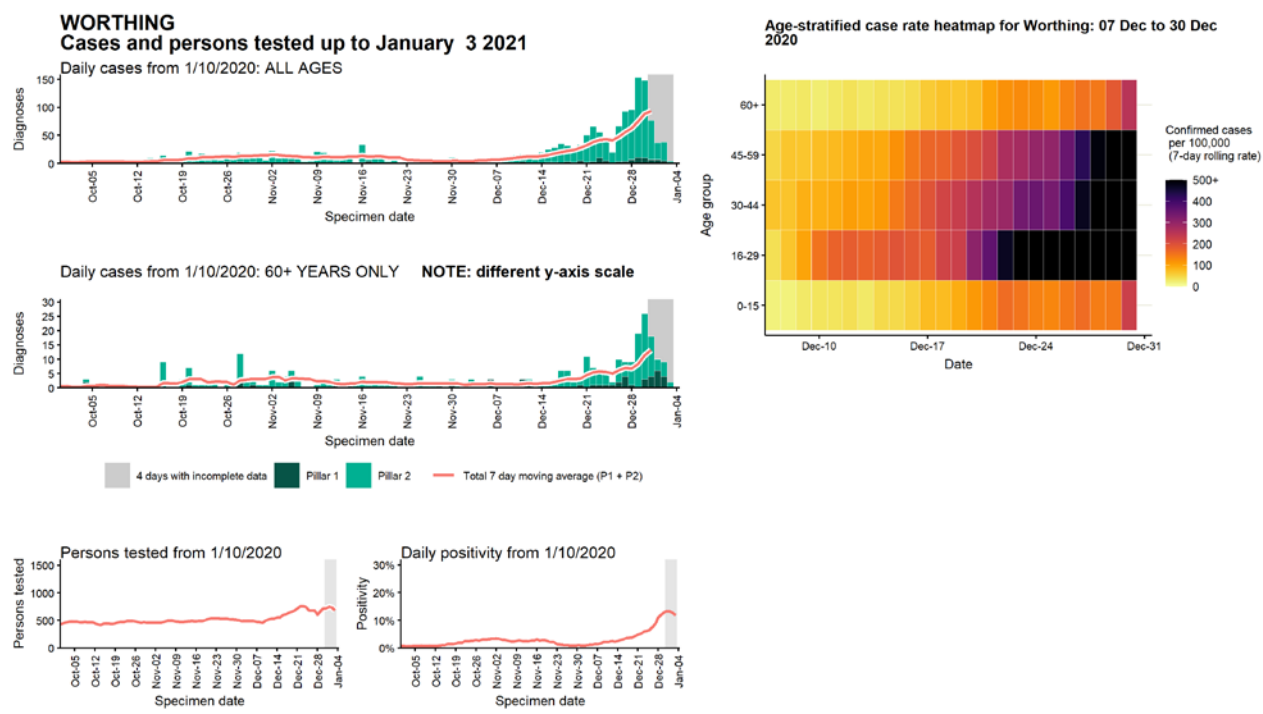 WORTHING
Cases and persons tested up to January  3 2021
Daily cases from 1/10/2020: ALL AGES
Diagnoses
150
100
50
0
Oct-05
Oct-12
Oct-19
Oct-26
Nov-02
Nov-09
Nov-16
Nov-23
Nov-30
Dec-07
Dec-14
Dec-21
Dec-28
Jan-04
Specimen date
Daily cases from 1/10/2020: 60+ YEARS ONLY NOTE: different y-axis scale
Diagnoses
30
25
20
15
10
5
0
Oct-05
Oct-12
Oct-19
Oct-26
Nov-02
Nov-09
Nov-16
Nov-23
Nov-30
Dec-07
Dec-14
Dec-21
Dec-28
Jan-04
Specimen date
4 days with incomplete data
Pillar 1
Pillar 2
Total 7 day moving average (P1 + P2)
Persons tested from 1/10/2020
Persons tested
1500
1000
500
0
Oct-05
Oct-12
Oct-19
Oct-26
Nov-02
Nov-09
Nov-16
Nov-23
Nov-30
Dec-07
Dec-14
Dec-21
Dec-28
Jan-04
Specimen date
Daily positivity from 1/10/2020
Positivity
30%
20%
10%
0%
Oct-05
Oct-12
Oct-19
Oct-26
Nov-02
Nov-09
Nov-16
Nov-23
Nov-30
Dec-07
Dec-14
Dec-21
Dec-28
Jan-04
Specimen date
Age-stratified case rate heatmap for Worthing: 07 Dec to 30 Dec
2020
Age group
60+
45-59
30-44
16-29
0-15
Dec-10
Dec-17
Dec-24
Dec-31
Date
Confirmed cases
per 100,000
(7-day rolling rate)
500+
400
300
200
100
0